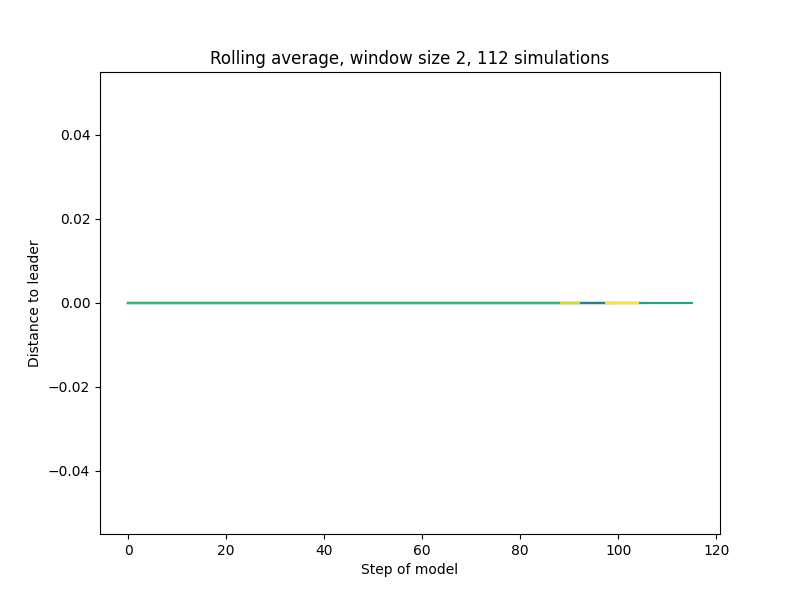 Rolling average, window size 2, 112 simulations
0.04
0.02
0.00
−0.02
−0.04
Distance to leader
0 20 40 60 80 100 120
Step of model